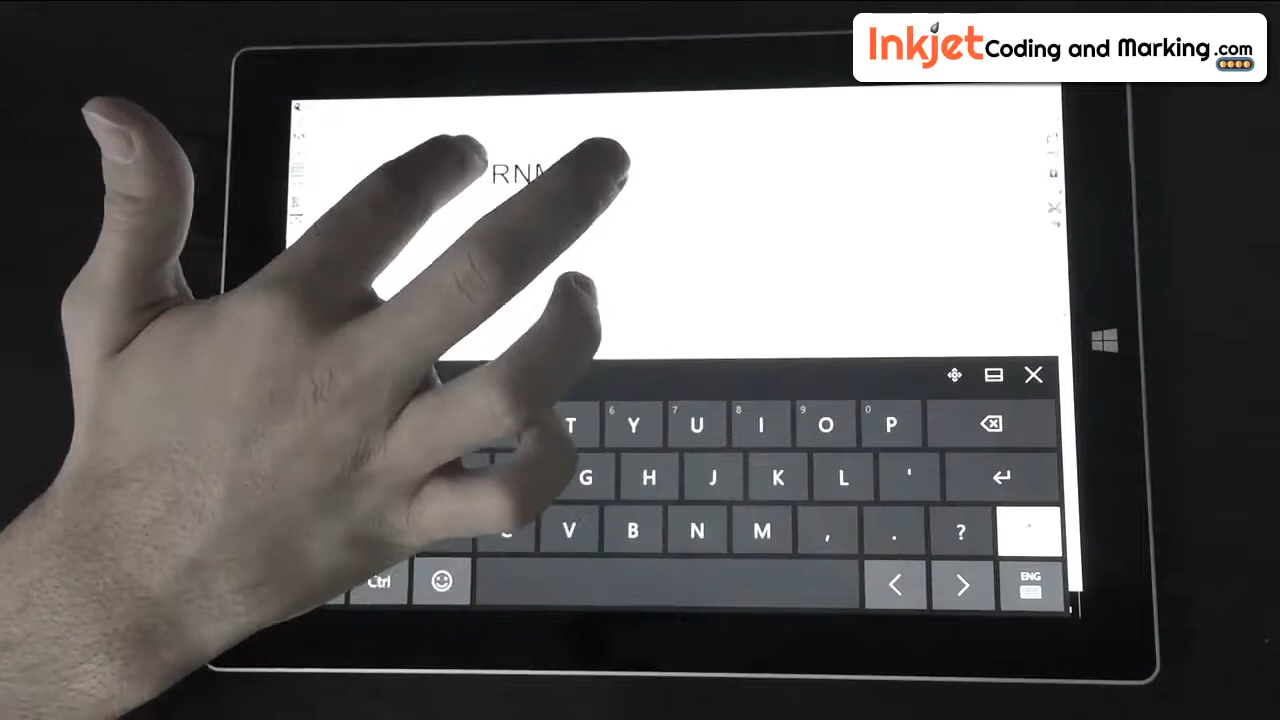 Inkjet Coding and Marking .com
RNM
T 6 Y 7 U 8 I 9 O 0 P
G H J K L '
V B N M , . ?
Ctrl < > ENG